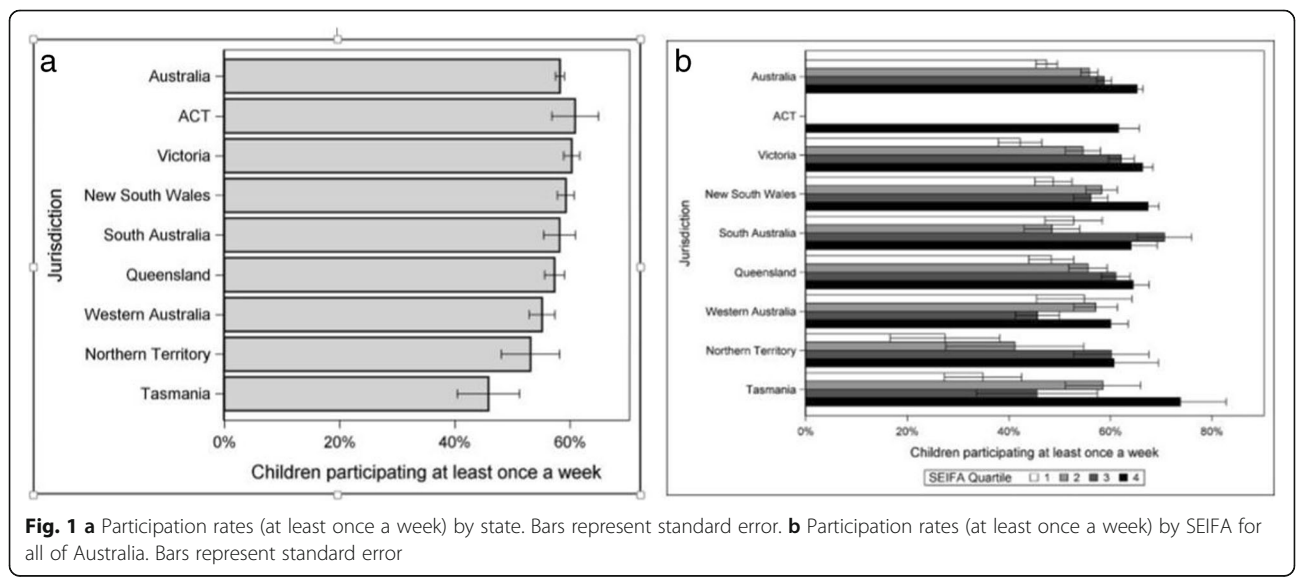 a
Australia
ACT
Victoria
New South Wales
South Australia
Queensland
Western Australia
Northern Territory
Tasmania
Jurisdiction
0% 20% 40% 60%
Children participating at least once a week
b
Australia
ACT
Victoria
New South Wales
South Australia
Queensland
Western Australia
Northern Territory
Tasmania
Jurisdiction
0% 20% 40% 60% 80%
Children participating at least once a week
SEIFA Quartile 1 2 3 4
Fig. 1 a Participation rates (at least once a week) by state. Bars represent standard error. b Participation rates (at least once a week) by SEIFA for
all of Australia. Bars represent standard error